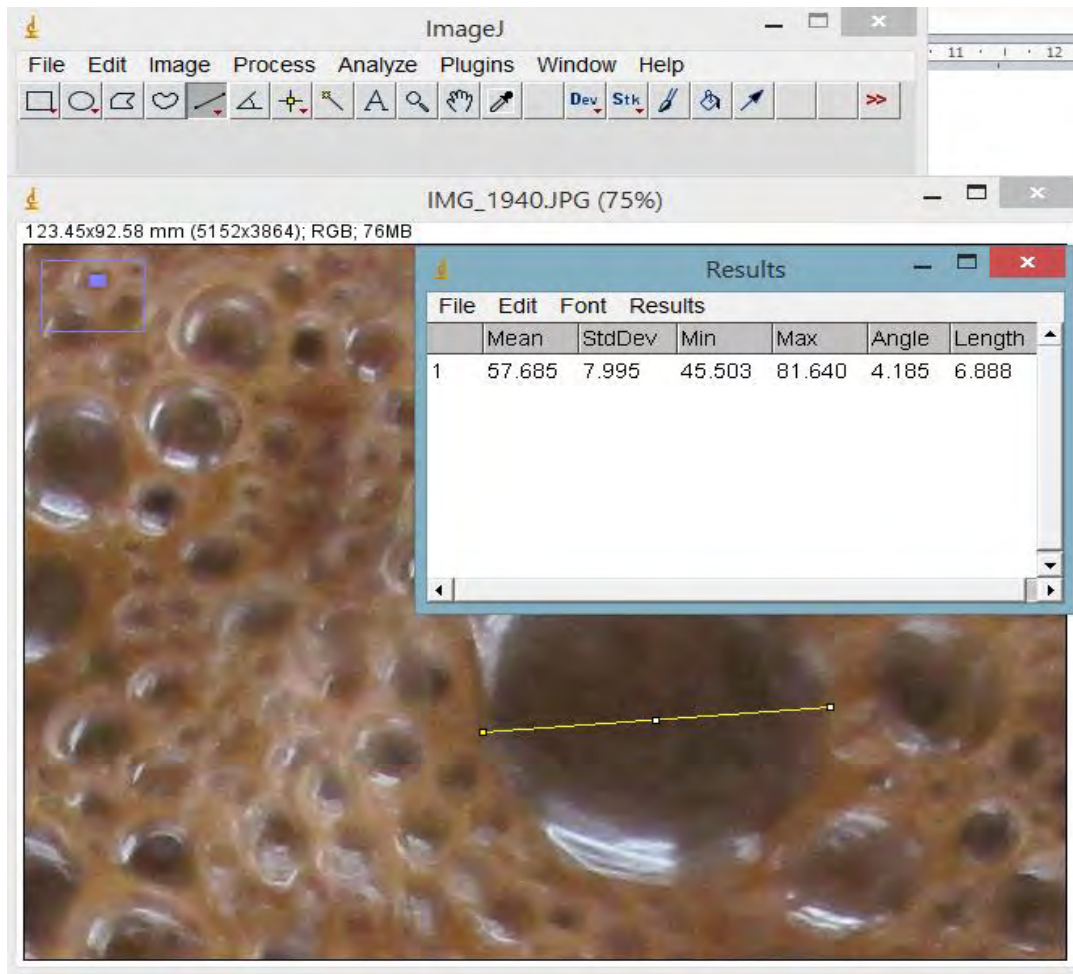 ImageJ
File Edit Image Process Analyze Plugins Window Help
11 12
A Dev Stk >>
IMG_1940.JPG (75%)
123.45x92.58 mm (5152x3864); RGB; 76MB
Results
File Edit Font Results
Mean StdDev Min Max Angle Length
1 57.685 7.995 45.503 81.640 4.185 6.888